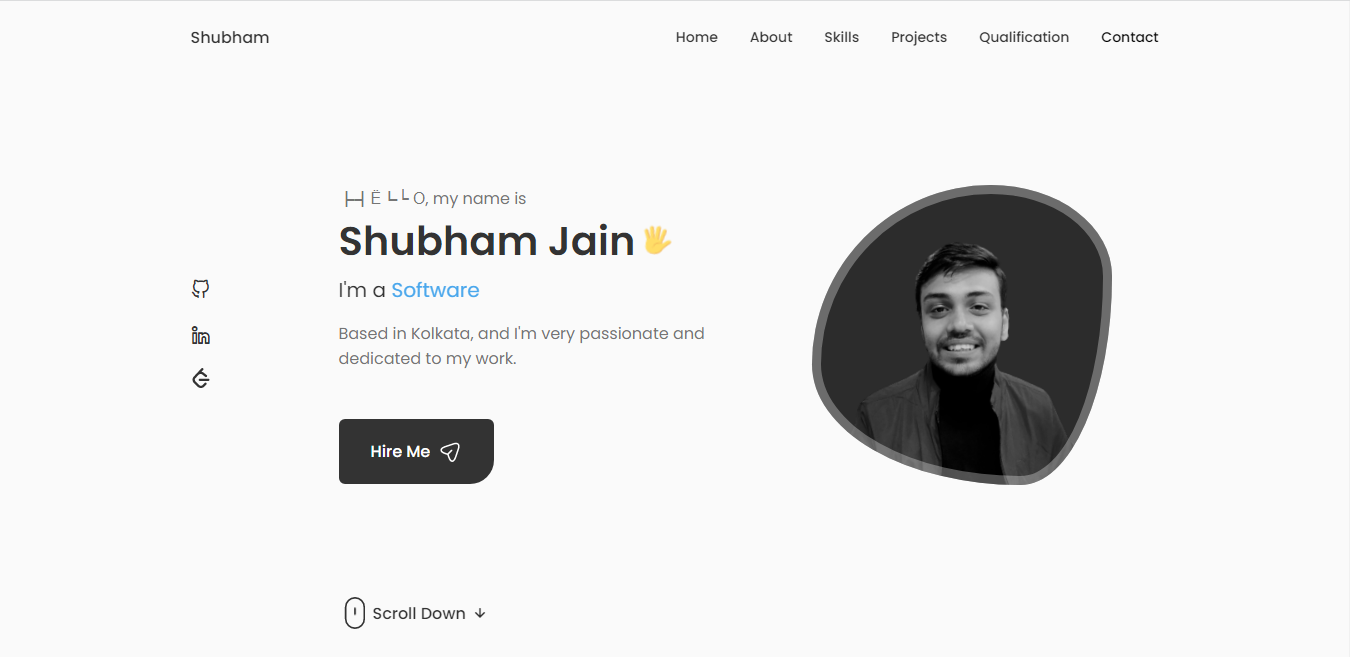 Shubham
Home About Skills Projects Qualification Contact
├┤ Ë ┗ ┗ O, my name is
Shubham Jain 🖐
I'm a Software
Based in Kolkata, and I'm very passionate and
dedicated to my work.
in
Hire Me
Scroll Down ↓